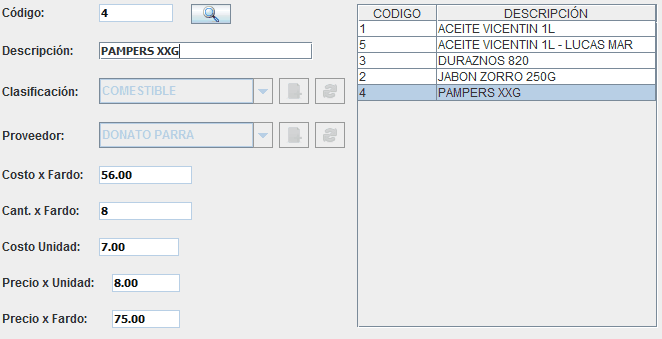 Código: 4
Descripción: PAMPERS XXG
Clasificación: COMESTIBLE
Proveedor: DONATO PARRA
Costo x Fardo: 56.00
Cant. x Fardo: 8
Costo Unidad: 7.00
Precio x Unidad: 8.00
Precio x Fardo: 75.00
CODIGO DESCRIPCIÓN
1 ACEITE VICENTIN 1L
5 ACEITE VICENTIN 1L - LUCAS MAR
3 DURAZNOS 820
2 JABON ZORRO 250G
4 PAMPERS XXG